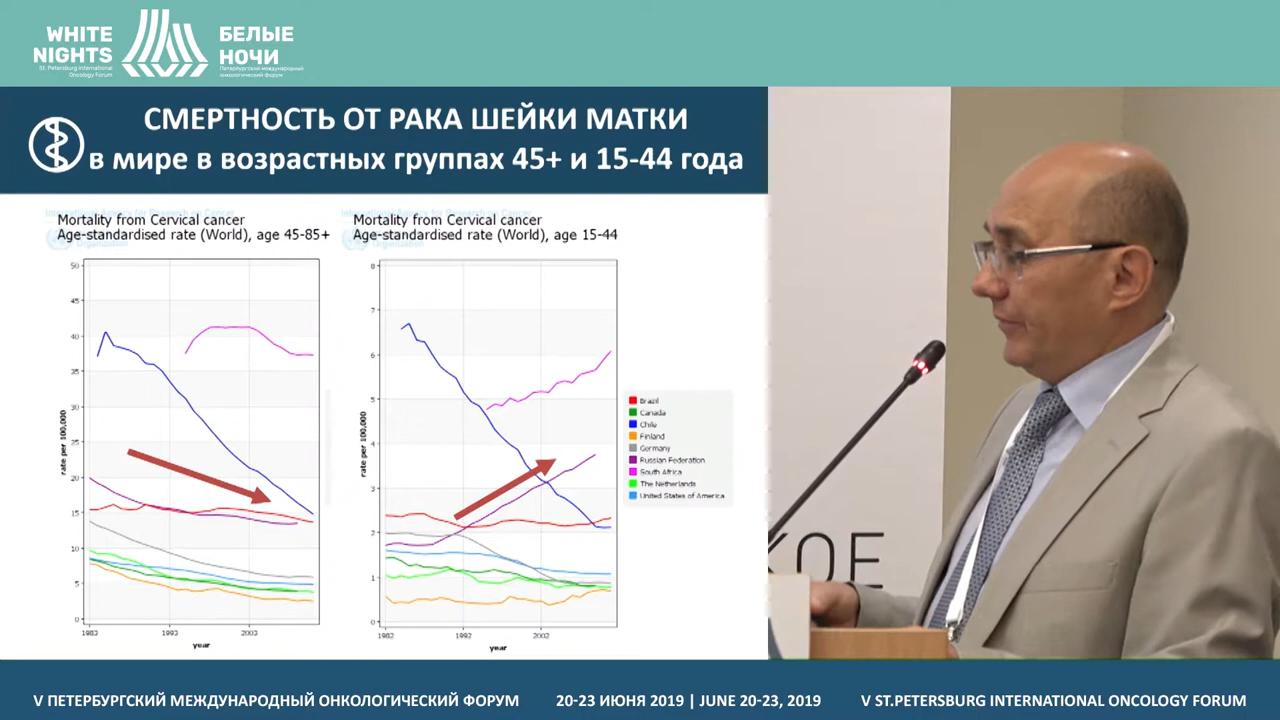 WHITE
NIGHTS
St. Petersburg International
Oncology Forum
БЕЛЫЕ
НОЧИ
Петербургский международный
онкологический форум
СМЕРТНОСТЬ ОТ РАКА ШЕЙКИ МАТКИ
в мире в возрастных группах 45+ и 15-44 года
Mortality from Cervical cancer
Age-standardised rate (World), age 45-85+
50
45
40
35
30
25
20
15
10
5
0
rate per 100,000
1983
1993
2003
year
Mortality from Cervical cancer
Age-standardised rate (World), age 15-44
8
7
6
5
4
3
2
1
0
rate per 100,000
1982
1992
2002
year
Brazil
Canada
Chile
Finland
Germany
Russian Federation
South Africa
The Netherlands
United States of America
КОЕ
V ПЕТЕРБУРГСКИЙ МЕЖДУНАРОДНЫЙ ОНКОЛОГИЧЕСКИЙ ФОРУМ
20-23 ИЮНЯ 2019 | JUNE 20-23, 2019
V ST.PETERSBURG INTERNATIONAL ONCOLOGY FORUM